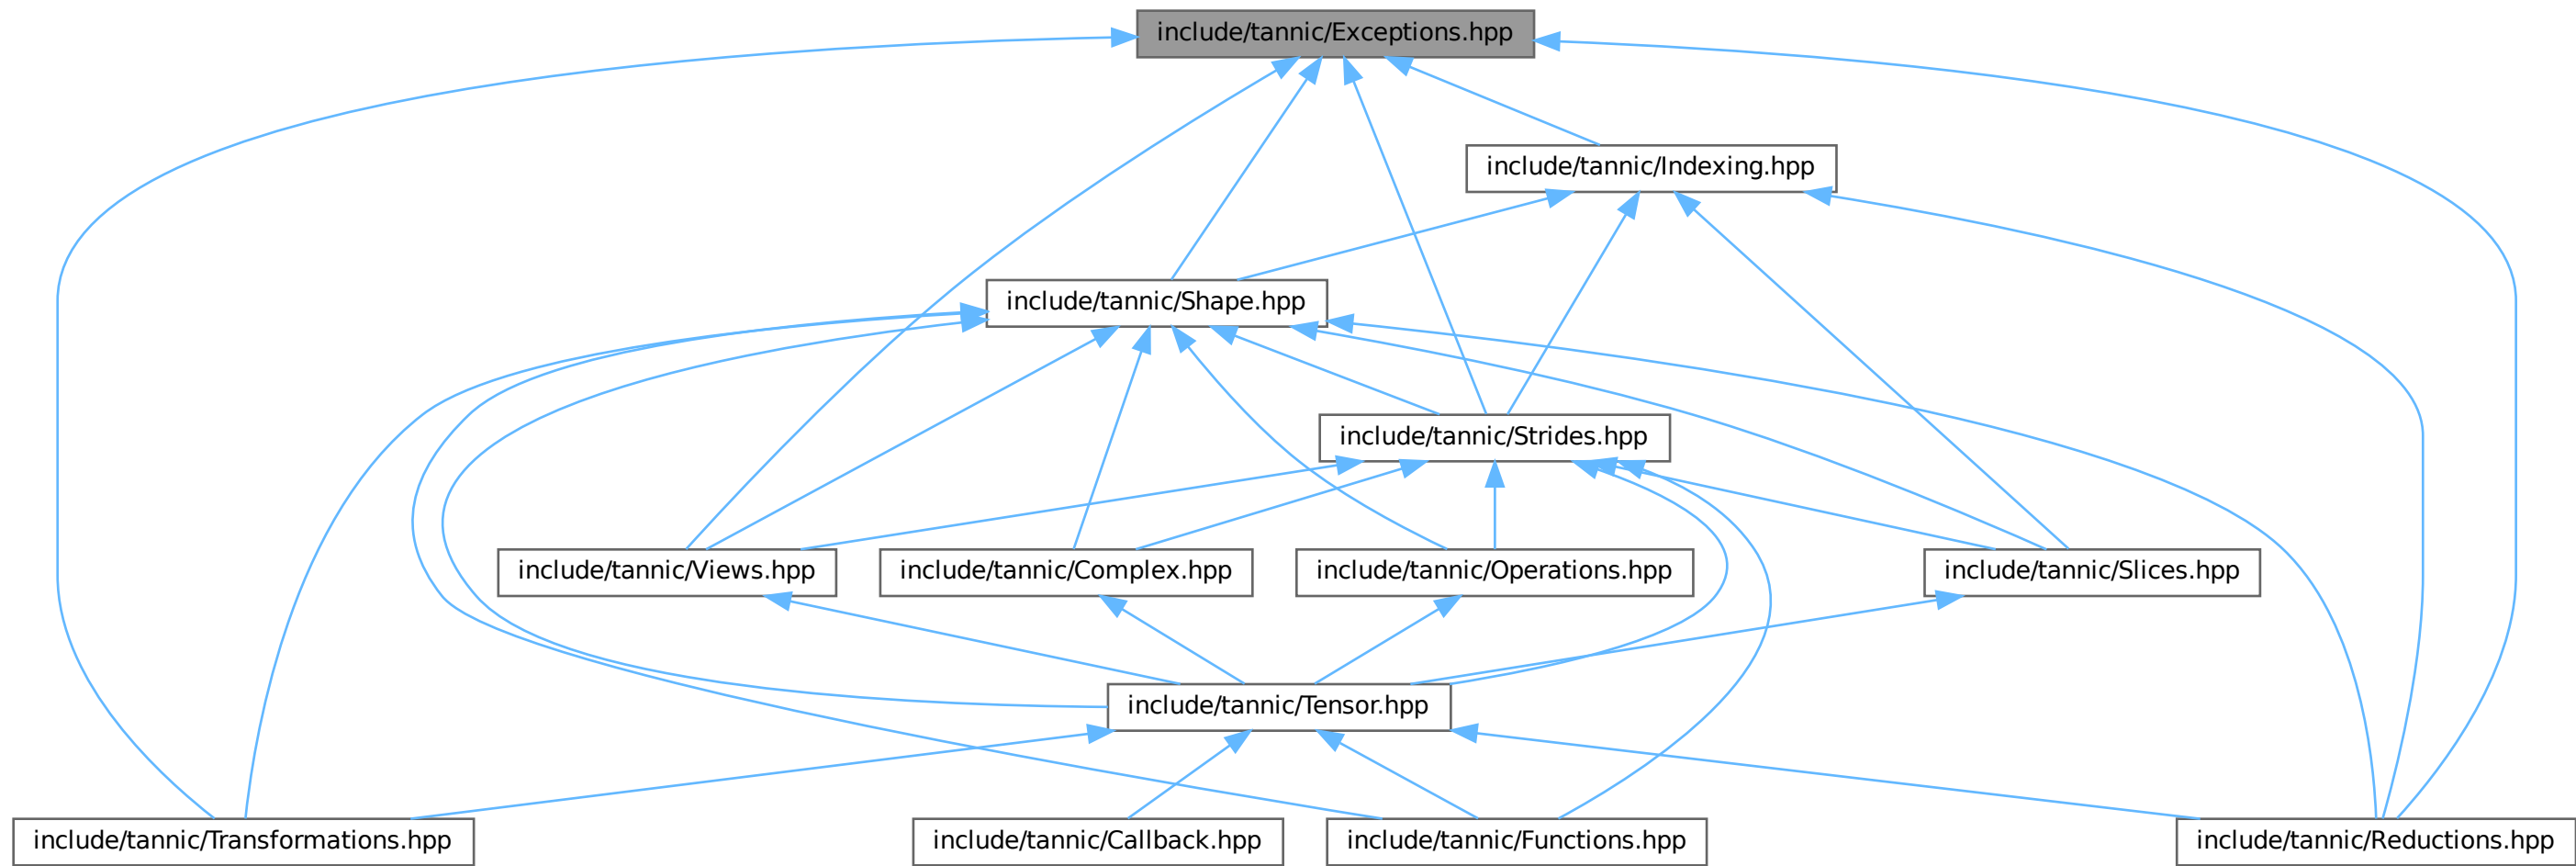 include/tannic/Exceptions.hpp
include/tannic/Indexing.hpp
include/tannic/Shape.hpp
include/tannic/Strides.hpp
include/tannic/Views.hpp
include/tannic/Complex.hpp
include/tannic/Operations.hpp
include/tannic/Slices.hpp
include/tannic/Tensor.hpp
include/tannic/Transformations.hpp
include/tannic/Callback.hpp
include/tannic/Functions.hpp
include/tannic/Reductions.hpp